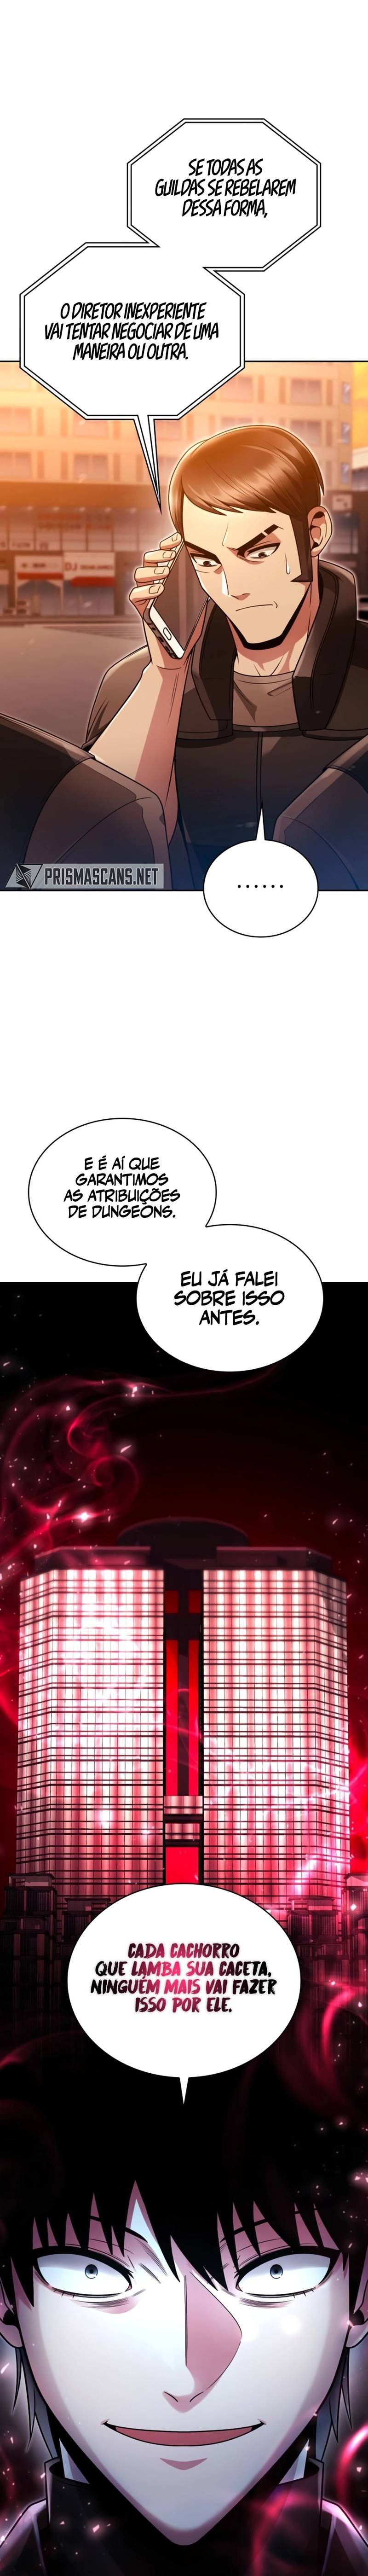 SE TODAS AS
GUILDAS SE REBELAREM
DESSA FORMA,
O DIRETOR INEXPERIENTE
VAI TENTAR NEGOCIAR DE UMA
MANEIRA OU OUTRA.
DJ
PRISMASCANS.NET
......
E É AÍ QUE
GARANTIMOS
AS ATRIBUIÇÕES
DE DUNGEONS.
EU JÁ FALEI
SOBRE ISSO
ANTES.
CADA CACHORRO
QUE LAMBA SUA CACETA,
NINGUÉM MAIS VAI FAZER
ISSO POR ELE.